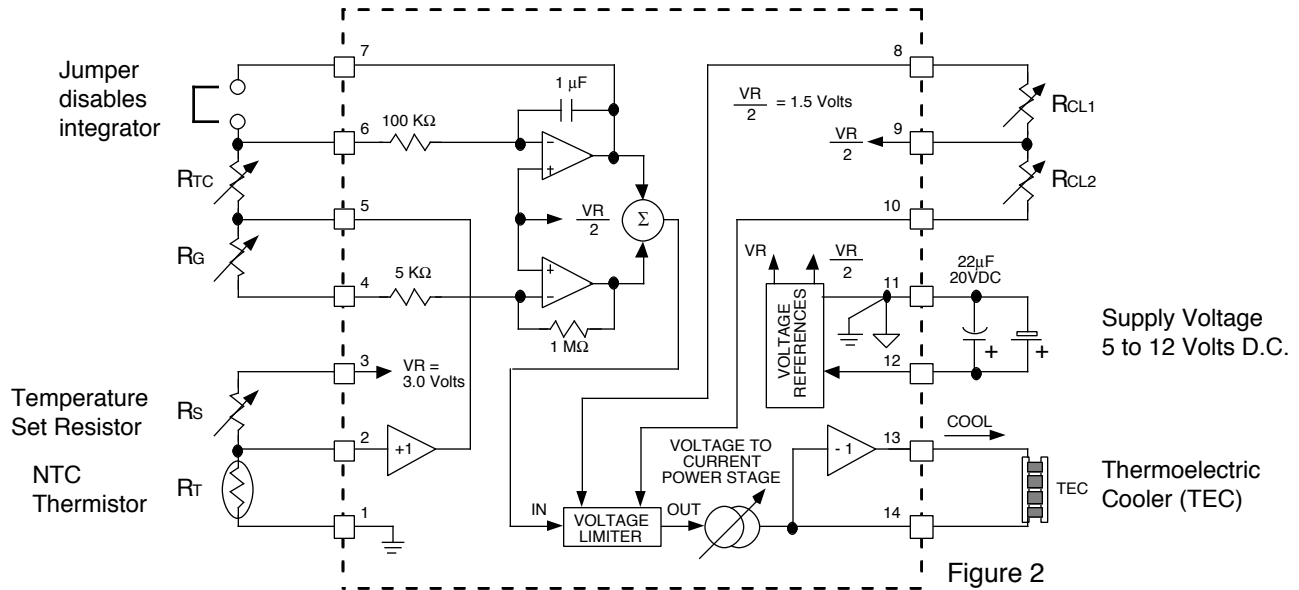 Jumper
disables
integrator
7
1 μF
100 KΩ
6
RTC
5
RG
4
5 KΩ
−
+
VR
2
Σ
+
−
1 MΩ
3
VR =
3.0 Volts
Temperature
Set Resistor
RS
2
+1
NTC
Thermistor
RT
1
IN
VOLTAGE
LIMITER
OUT
VOLTAGE TO
CURRENT
POWER STAGE
8
VR
2
= 1.5 Volts
RCL1
9
VR
2
RCL2
10
VR
VR
2
11
VOLTAGE
REFERENCES
12
22μF
20VDC
+
+
Supply Voltage
5 to 12 Volts D.C.
- 1
13
COOL
TEC
Thermoelectric
Cooler (TEC)
14
Figure 2